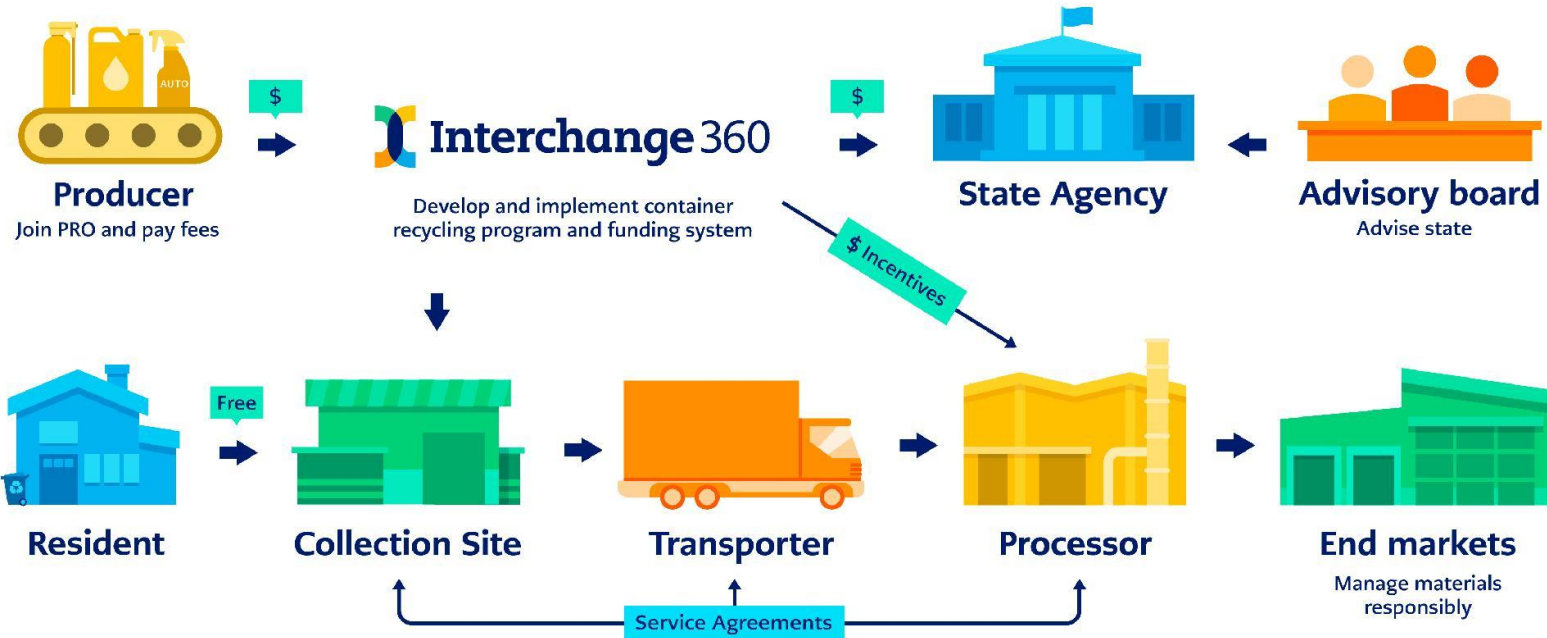 AUTO
$
Interchange 360
$
Producer
Join PRO and pay fees
Develop and implement container
recycling program and funding system
State Agency
Advisory board
Advise state
$ Incentives
Free
Resident
Collection Site
Transporter
Processor
End markets
Manage materials
responsibly
Service Agreements